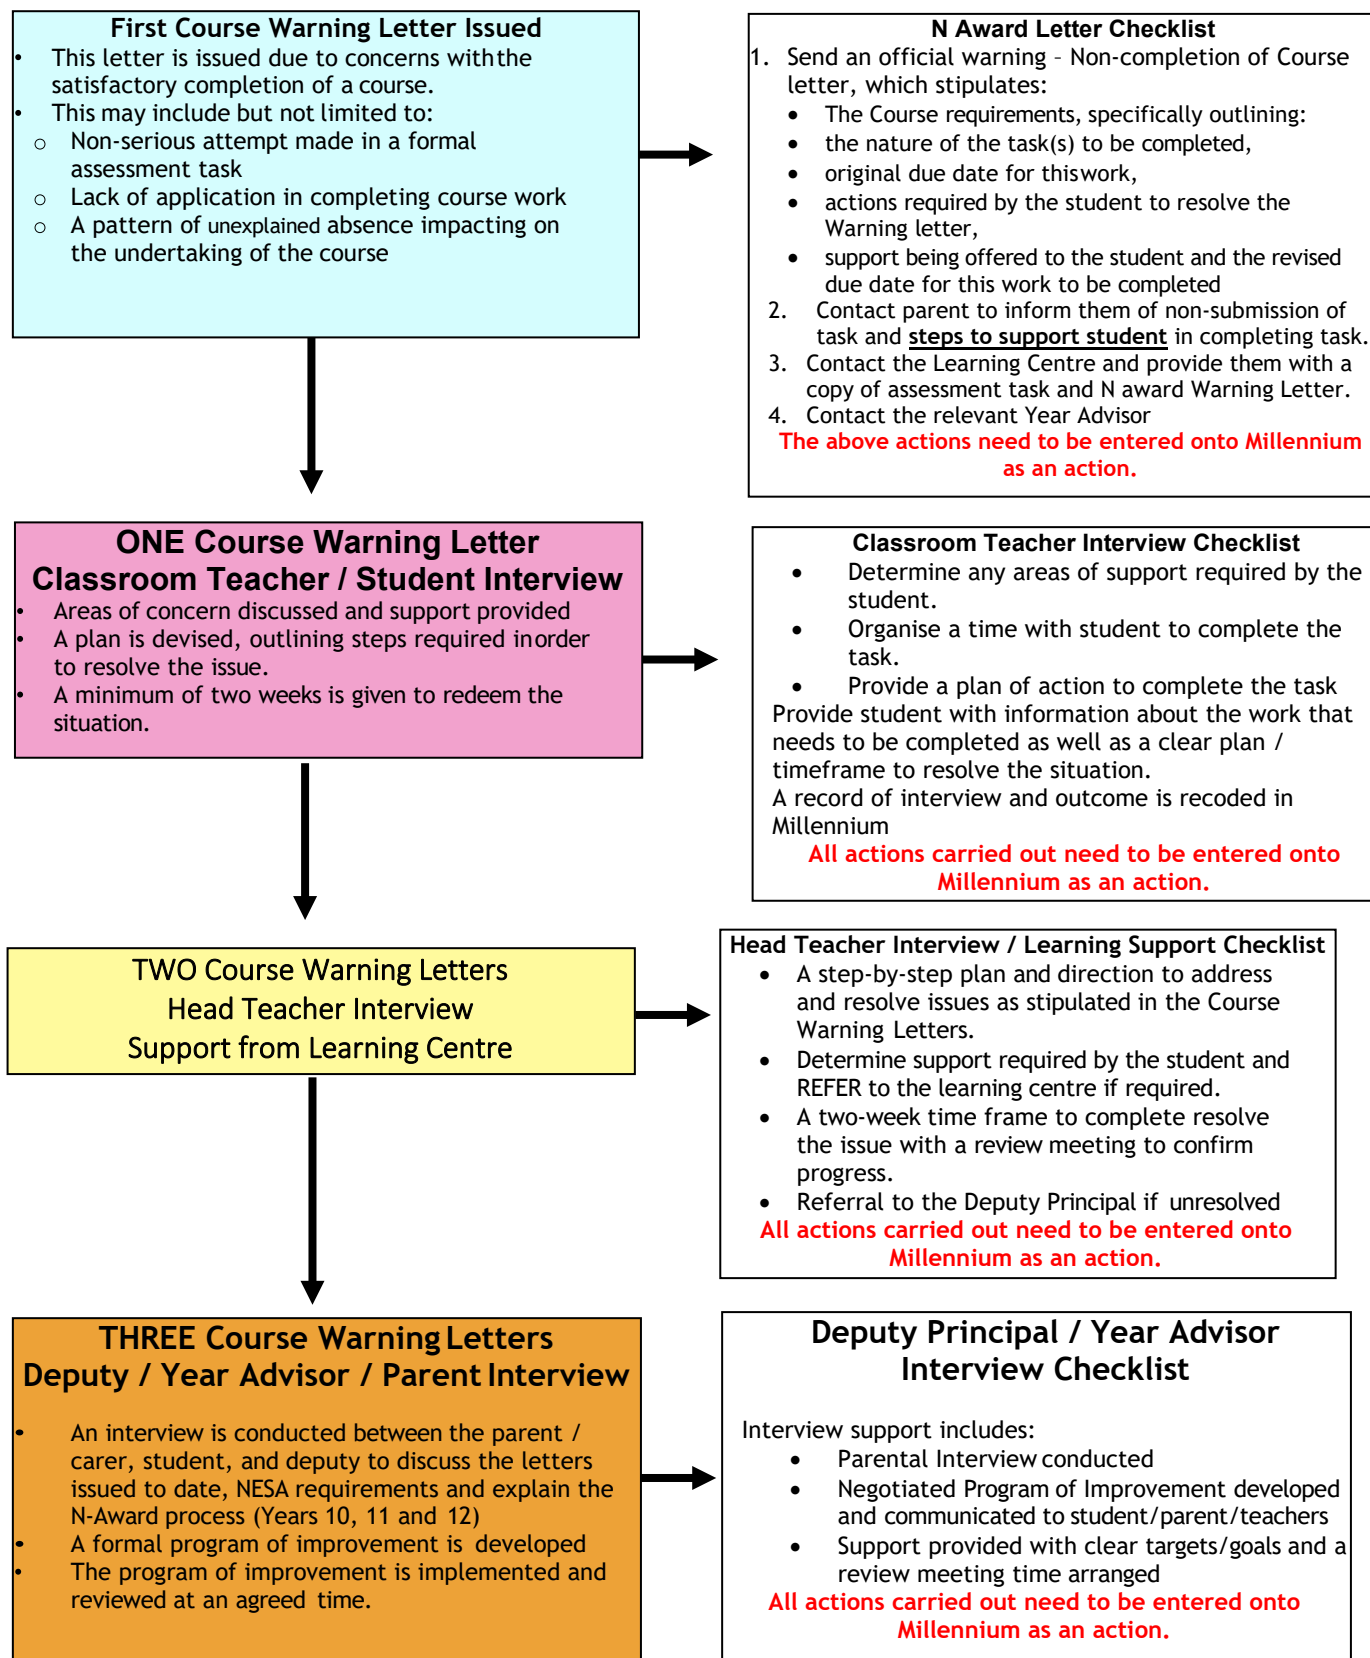 First Course Warning Letter Issued
• This letter is issued due to concerns withthe
satisfactory completion of a course.
• This may include but not limited to:
o Non-serious attempt made in a formal
assessment task
o Lack of application in completing course work
o A pattern of unexplained absence impacting on
the undertaking of the course
N Award Letter Checklist
1. Send an official warning – Non-completion of Course
letter, which stipulates:
• The Course requirements, specifically outlining:
• the nature of the task(s) to be completed,
• original due date for thiswork,
• actions required by the student to resolve the
Warning letter,
• support being offered to the student and the revised
due date for this work to be completed
2. Contact parent to inform them of non-submission of
task and steps to support student in completing task.
3. Contact the Learning Centre and provide them with a
copy of assessment task and N award Warning Letter.
4. Contact the relevant Year Advisor
The above actions need to be entered onto Millennium
as an action.
ONE Course Warning Letter
Classroom Teacher / Student Interview
• Areas of concern discussed and support provided
• A plan is devised, outlining steps required inorder
to resolve the issue.
• A minimum of two weeks is given to redeem the
situation.
Classroom Teacher Interview Checklist
• Determine any areas of support required by the
student.
• Organise a time with student to complete the
task.
• Provide a plan of action to complete the task
Provide student with information about the work that
needs to be completed as well as a clear plan /
timeframe to resolve the situation.
A record of interview and outcome is recoded in
Millennium
All actions carried out need to be entered onto
Millennium as an action.
TWO Course Warning Letters
Head Teacher Interview
Support from Learning Centre
Head Teacher Interview / Learning Support Checklist
• A step-by-step plan and direction to address
and resolve issues as stipulated in the Course
Warning Letters.
• Determine support required by the student and
REFER to the learning centre if required.
• A two-week time frame to complete resolve
the issue with a review meeting to confirm
progress.
• Referral to the Deputy Principal if unresolved
All actions carried out need to be entered onto
Millennium as an action.
THREE Course Warning Letters
Deputy / Year Advisor / Parent Interview
• An interview is conducted between the parent /
carer, student, and deputy to discuss the letters
issued to date, NESA requirements and explain the
N-Award process (Years 10, 11 and 12)
• A formal program of improvement is developed
• The program of improvement is implemented and
reviewed at an agreed time.
Deputy Principal / Year Advisor
Interview Checklist
Interview support includes:
• Parental Interview conducted
• Negotiated Program of Improvement developed
and communicated to student/parent/teachers
• Support provided with clear targets/goals and a
review meeting time arranged
All actions carried out need to be entered onto
Millennium as an action.